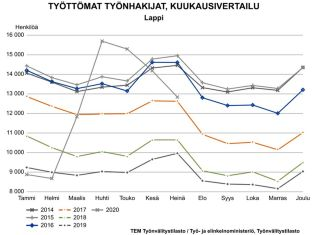 TYÖTTÖMAT TYÖNHAKIJAT, KUUKAUSIVERTAILU
Lappi
Henkilöä
16 000
15 000
14 000
13 000
12 000
11 000
10 000
9 000
8 000
Tammi Helmi Maalis Huhti Touko Kesä Heinä Elo Syys Loka Marras Joulu
2014 2017 2020
2015 2018
2016 2019
TEM Työnvälitystilasto / Työ- ja elinkeinoministeriö, Työnvälitystilasto